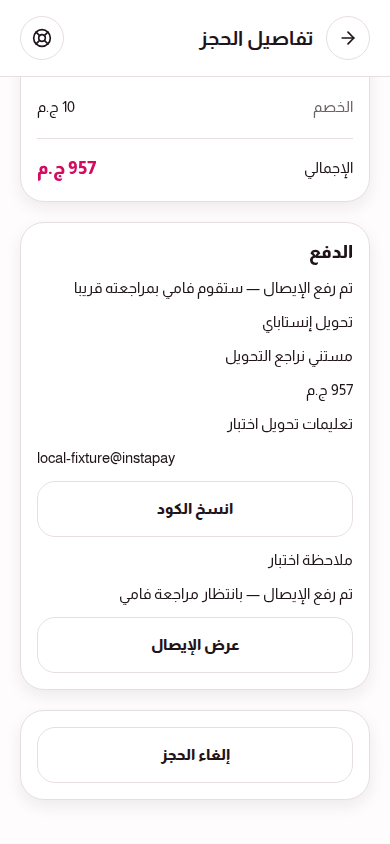 تفاصيل الحجز
الخصم 10 ج.م
الإجمالي 957 ج.م
الدفع
تم رفع الإيصال — ستقوم فامي بمراجعته قريبا
تحويل إنستاباي
مستني نراجع التحويل
957 ج.م
تعليمات تحويل اختبار
local-fixture@instapay
انسخ الكود
ملاحظة اختبار
تم رفع الإيصال — بانتظار مراجعة فامي
عرض الإيصال
إلغاء الحجز